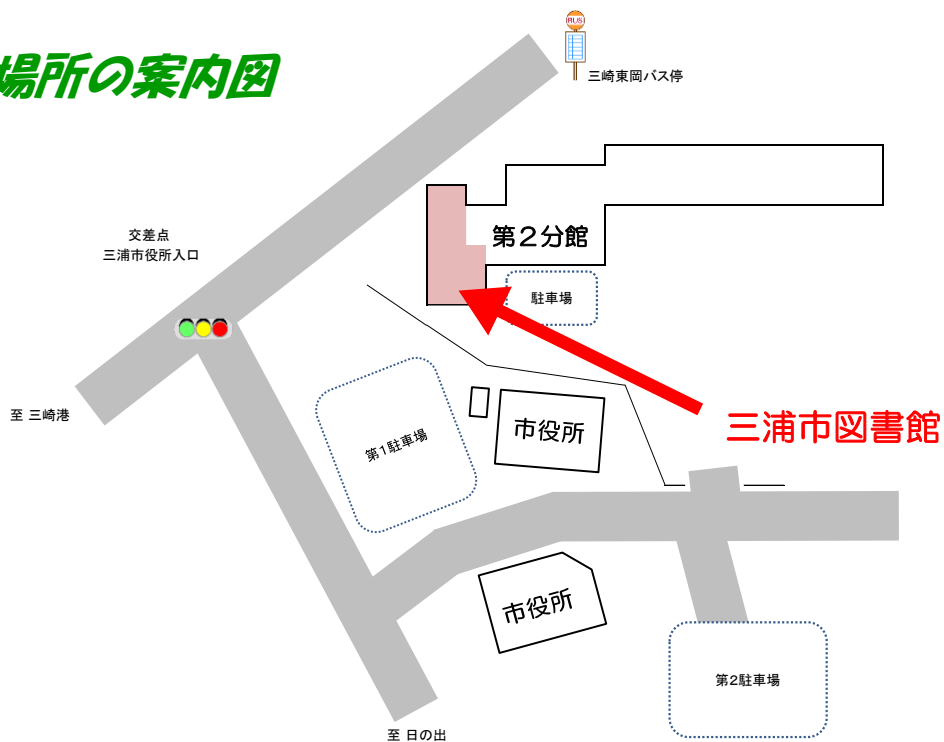 場所の案内図
BUS
三崎東岡バス停
交差点
三浦市役所入口
第2分館
駐車場
至 三崎港
第1駐車場
市役所
三浦市図書館
市役所
第2駐車場
至 日の出